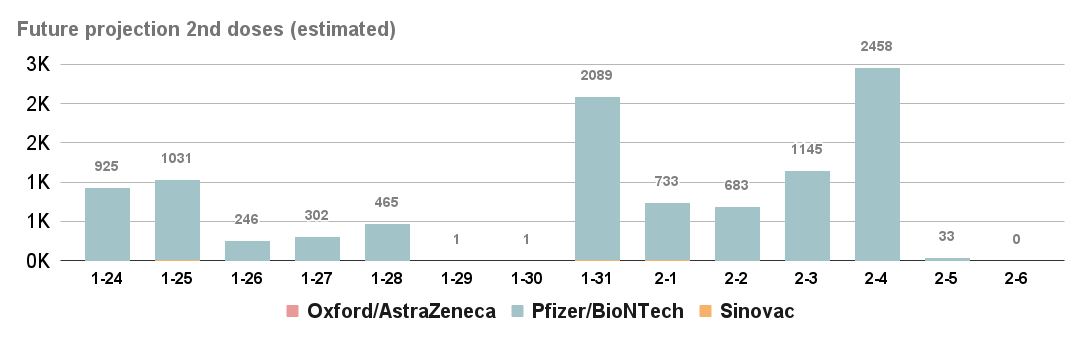 Future projection 2nd doses (estimated)
3K
2K
2K
1K
1K
0K
925
1031
246
302
465
1
1
2089
733
683
1145
2458
33
0
1-24 1-25 1-26 1-27 1-28 1-29 1-30 1-31 2-1 2-2 2-3 2-4 2-5 2-6
Oxford/AstraZeneca Pfizer/BioNTech Sinovac